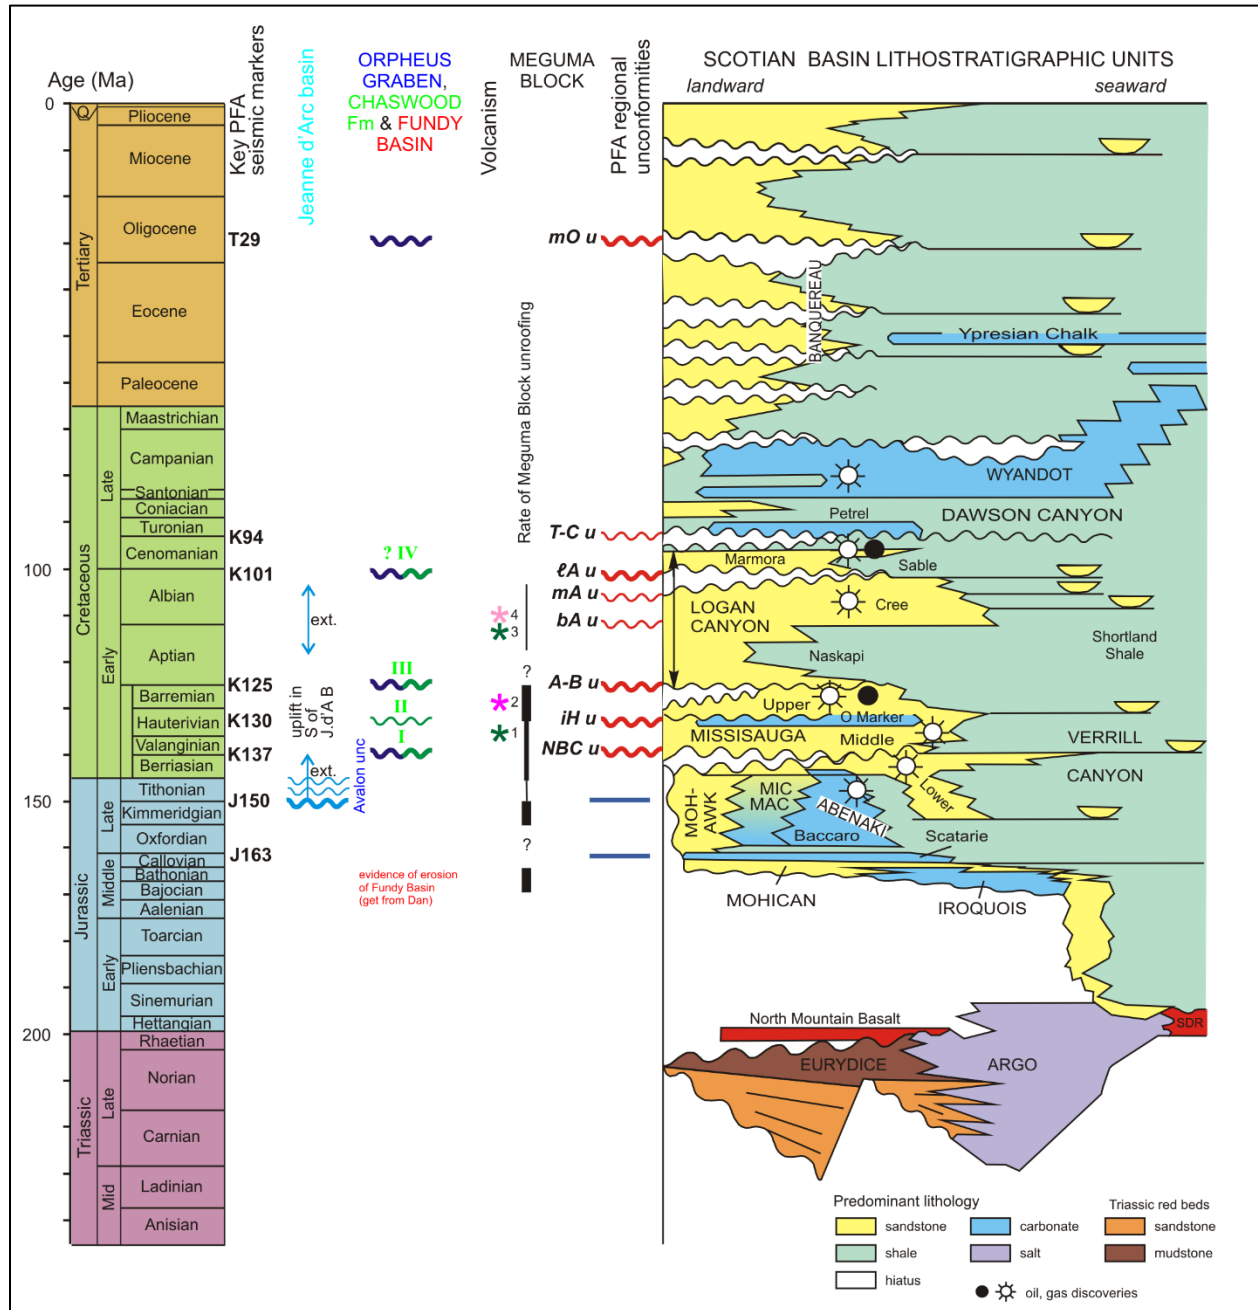 Age (Ma)
Key PFA
seismic markers
Jeanne d'Arc basin
ORPHEUS
GRABEN,
CHASWOOD
Fm & FUNDY
BASIN
Volcanism
MEGUMA
BLOCK
Rate of Meguma Block unroofing
PFA regional
unconformities
SCOTIAN BASIN LITHOSTRATIGRAPHIC UNITS
landward
seaward
0
100
150
200
Tertiary
Q
Pliocene
Miocene
Oligocene
Eocene
Paleocene
Cretaceous
Late
Maastrichian
Campanian
Santonian
Coniacian
Turonian
Cenomanian
Early
Albian
Aptian
Barremian
Hauterivian
Valanginian
Berriasian
Jurassic
Late
Tithonian
Kimmeridgian
Oxfordian
Middle
Callovian
Bathonian
Bajocian
Aalenian
Early
Toarcian
Pliensbachian
Sinemurian
Hettangian
Triassic
Late
Rhaetian
Norian
Carnian
Mid
Ladinian
Anisian
T29
K94
K101
K125
K130
K137
J150
J163
ext.
uplift in
S of
J.d'A B
ext.
Avalon unc
? IV
III
II
I
evidence of erosion
of Fundy Basin
(get from Dan)
4
3
2
1
?
?
mO u
T-C u
ℓA u
mA u
bA u
A-B u
iH u
NBC u
BANQUEREAU
Ypresian Chalk
WYANDOT
Petrel
DAWSON CANYON
Marmora
Sable
LOGAN
CANYON
Cree
Shortland
Shale
Naskapi
Upper
O Marker
MISSISAUGA
Middle
VERRILL
CANYON
Lower
MOH-
AWK
MIC
MAC
ABENAKI
Baccaro
Scatarie
MOHICAN
IROQUOIS
North Mountain Basalt
SDR
EURYDICE
ARGO
Predominant lithology
Triassic red beds
sandstone
carbonate
sandstone
shale
salt
mudstone
hiatus
oil, gas discoveries